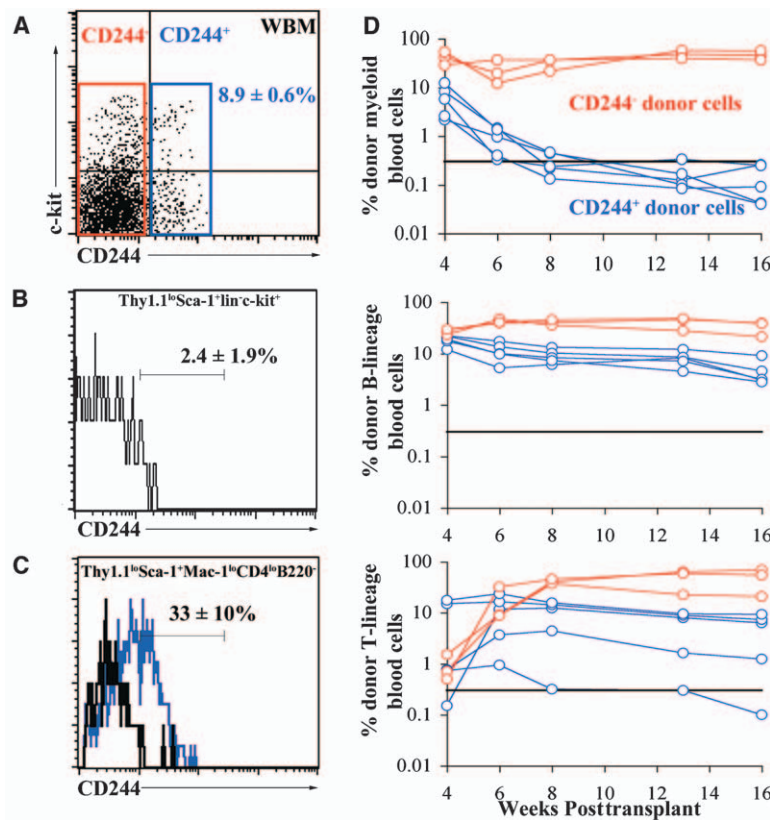 A
CD244⁻
CD244⁺
WBM
8.9 ± 0.6%
c-kit
CD244
B
Thy1.1ˡᵒSca-1⁺lin⁻c-kit⁺
2.4 ± 1.9%
CD244
C
Thy1.1ˡᵒSca-1⁺Mac-1ˡᵒCD4ˡᵒB220⁻
33 ± 10%
CD244
D
% donor myeloid
blood cells
100
10
1
0.1
0.01
CD244⁻ donor cells
CD244⁺ donor cells
4 6 8 10 12 14 16
% donor B-lineage
blood cells
100
10
1
0.1
0.01
4 6 8 10 12 14 16
% donor T-lineage
blood cells
100
10
1
0.1
0.01
4 6 8 10 12 14 16
Weeks Posttransplant